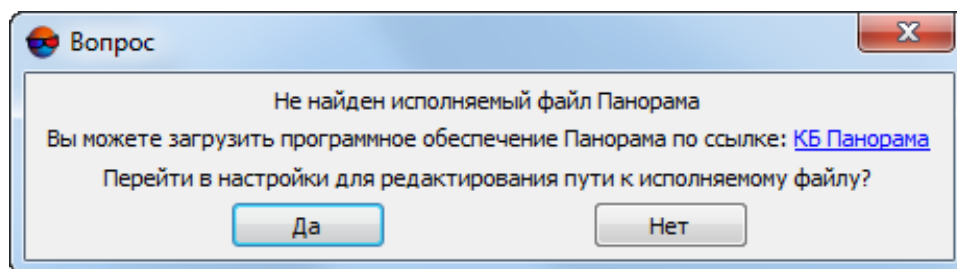 Вопрос
Не найден исполняемый файл Панорама
Вы можете загрузить программное обеспечение Панорама по ссылке: КБ Панорама
Перейти в настройки для редактирования пути к исполняемому файлу?
Да Нет